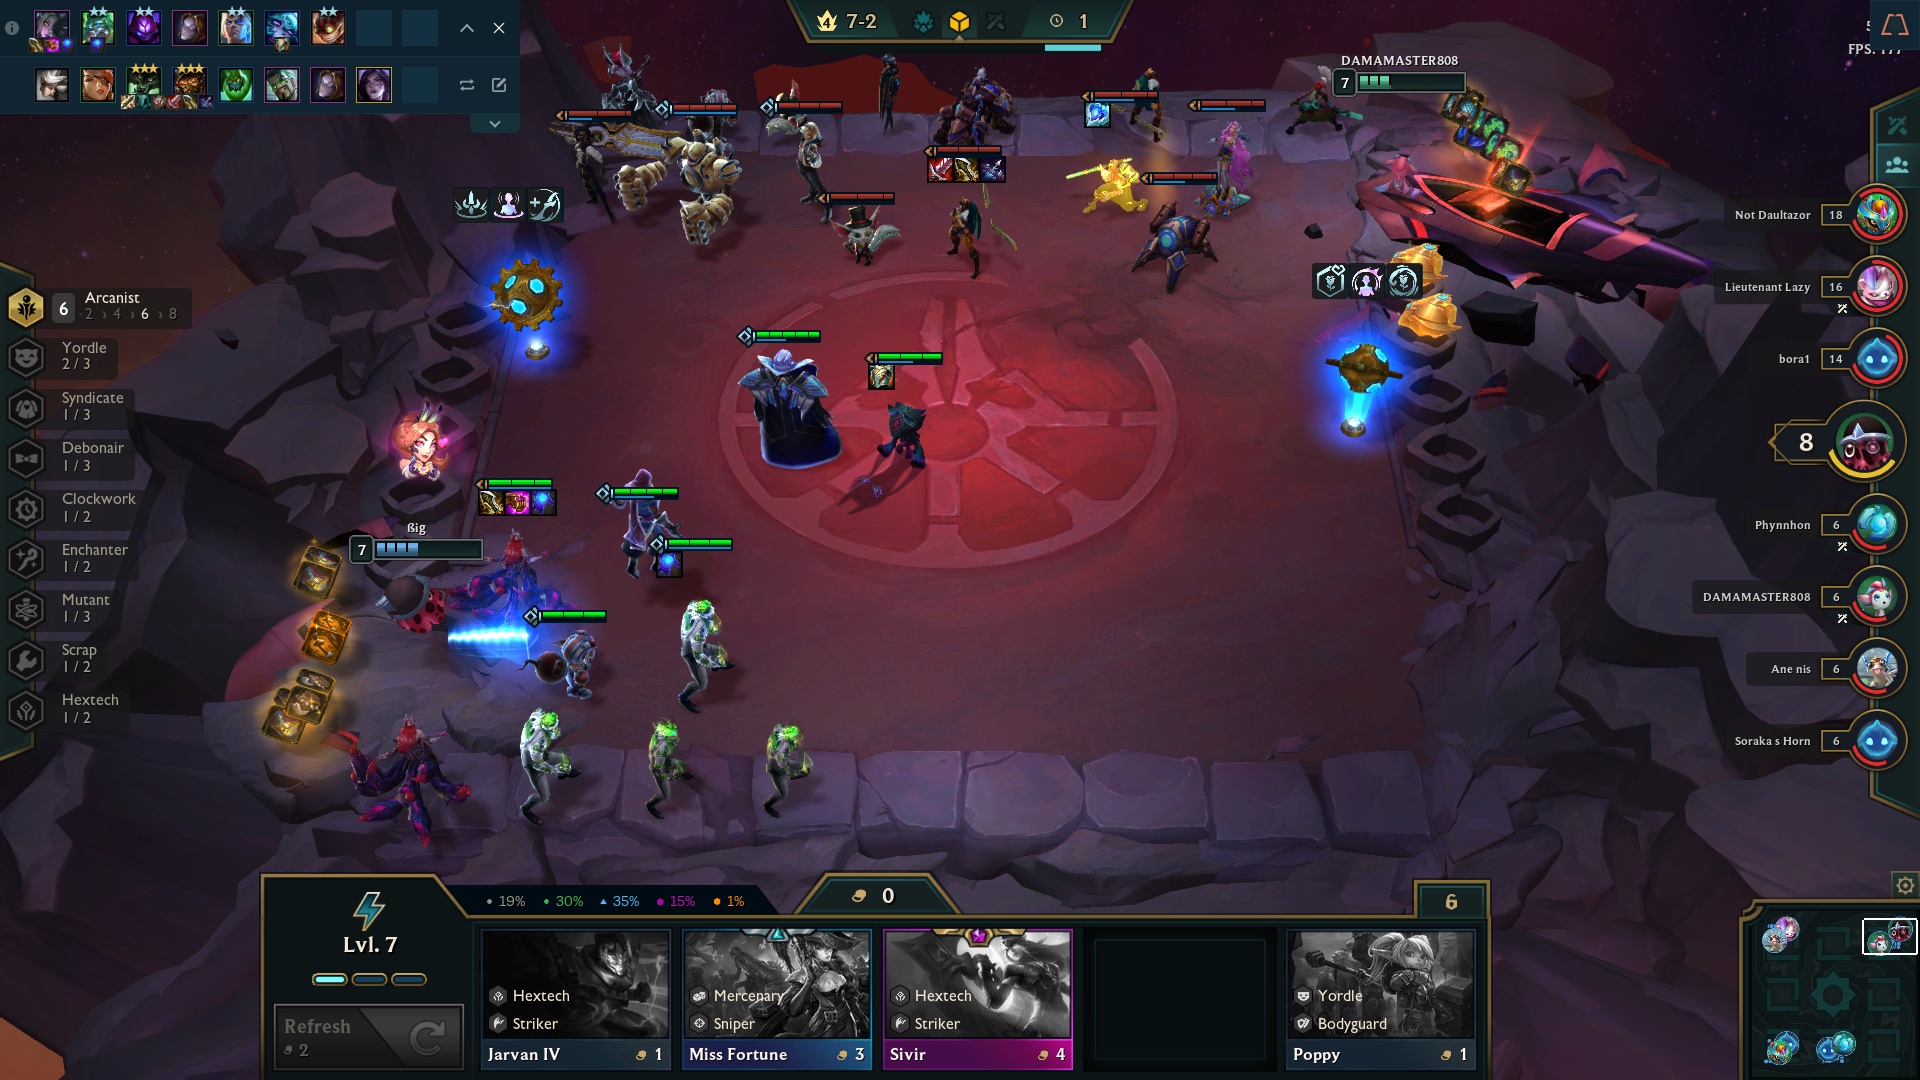 7-2
1
5
FPS: 177
DAMAMASTER808
7
Not Daultazor
18
Lieutenant Lazy
16
bora1
14
8
Phynnhon
6
DAMAMASTER808
6
Ane nis
6
Soraka s Horn
6
6
Arcanist
2 › 4 › 6 › 8
Yordle
2 / 3
Syndicate
1 / 3
Debonair
1 / 3
Clockwork
1 / 2
Enchanter
1 / 2
Mutant
1 / 3
Scrap
1 / 2
Hextech
1 / 2
ßig
7
19%
30%
35%
15%
1%
0
6
Lvl. 7
Refresh
2
Hextech
Striker
Jarvan IV
1
Mercenary
Sniper
Miss Fortune
3
Hextech
Striker
Sivir
4
Yordle
Bodyguard
Poppy
1